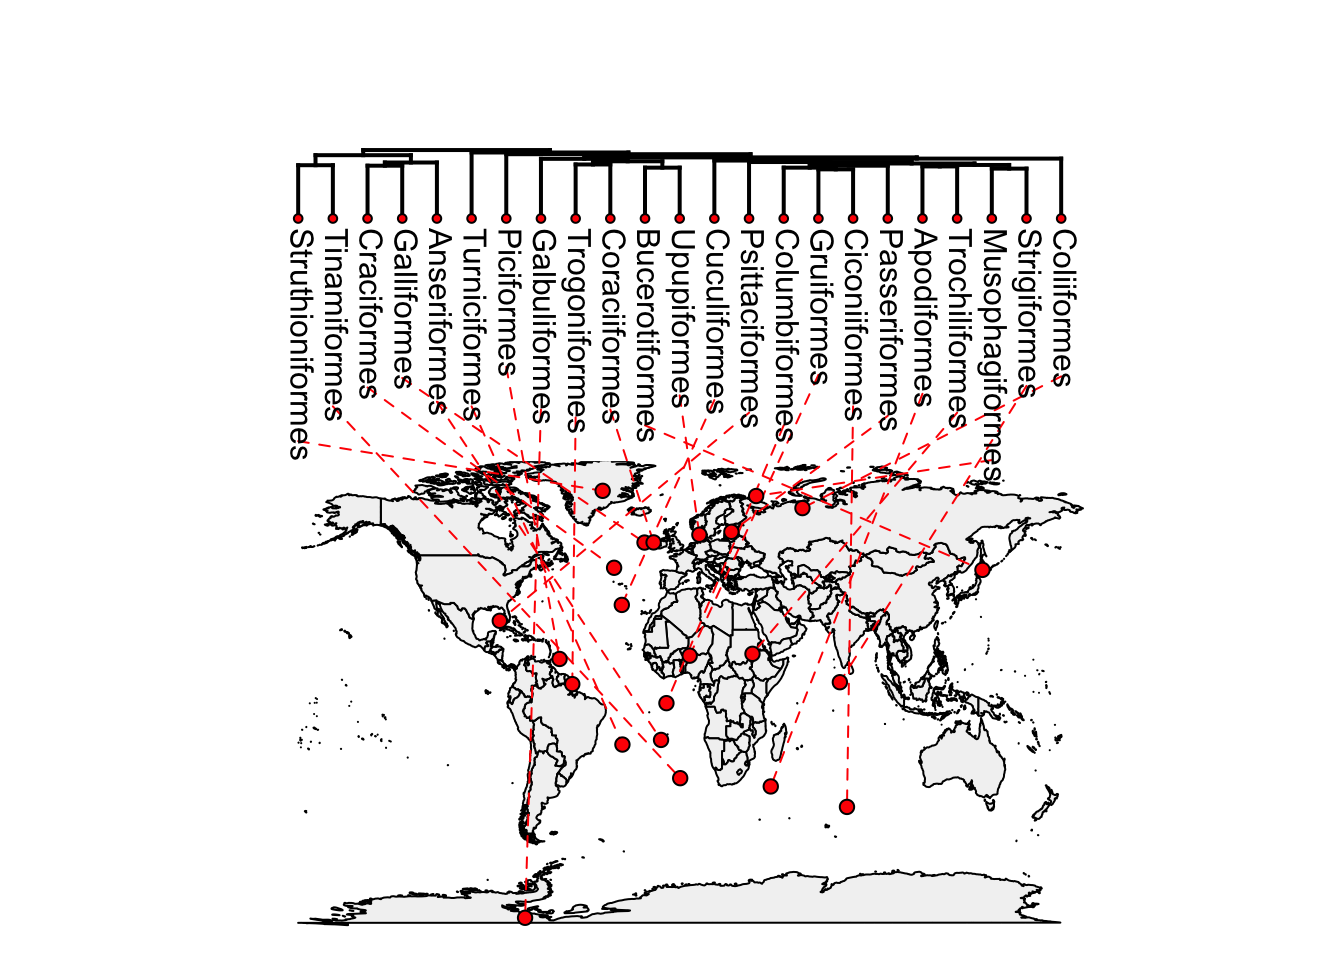 Struthioniformes
Tinamiformes
Craciformes
Galliformes
Anseriformes
Turniciformes
Piciformes
Galbuliformes
Trogoniformes
Coraciiformes
Bucerotiformes
Upupiformes
Cuculiformes
Psittaciformes
Columbiformes
Gruiformes
Ciconiiformes
Passeriformes
Apodiformes
Trochiliformes
Musophagiformes
Strigiformes
Coliiformes